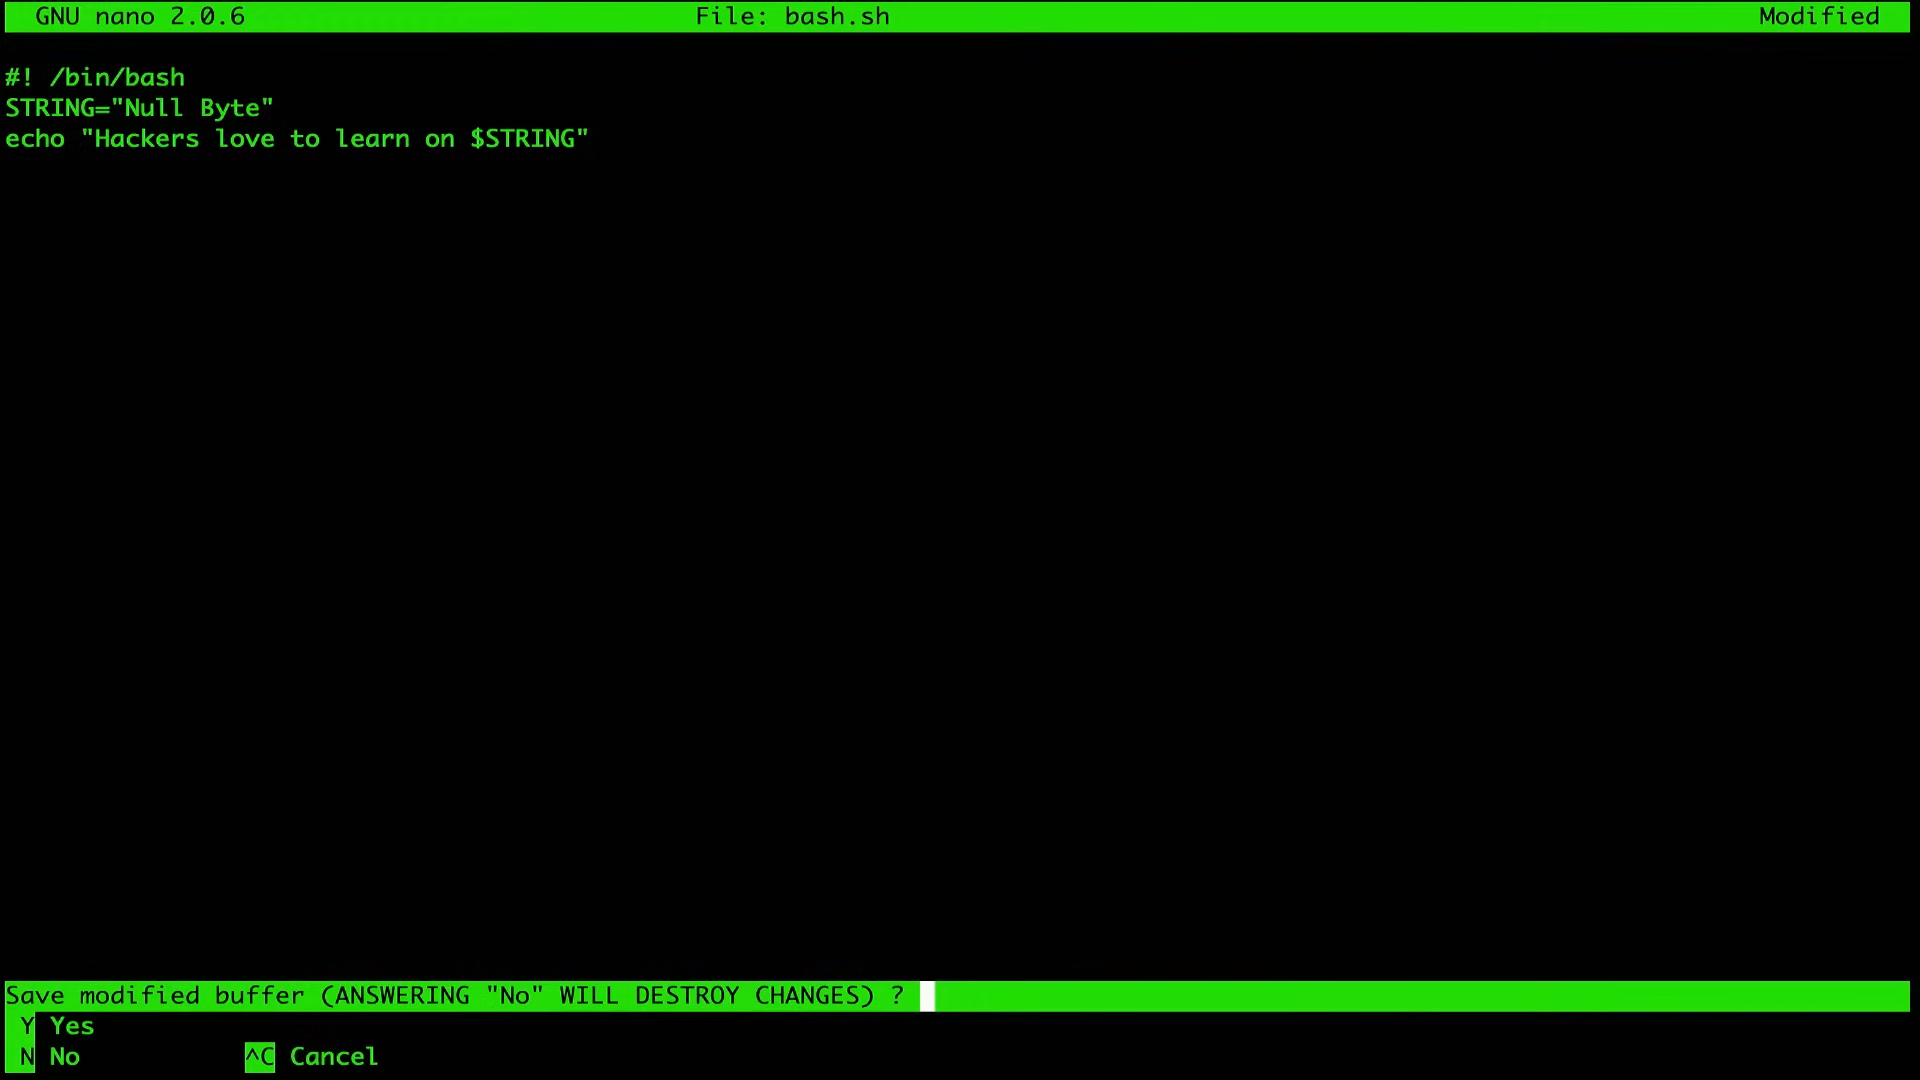 GNU nano 2.0.6 File: bash.sh Modified
#! /bin/bash
STRING="Null Byte"
echo "Hackers love to learn on $STRING"
Save modified buffer (ANSWERING "No" WILL DESTROY CHANGES) ?
Y Yes
N No ^C Cancel